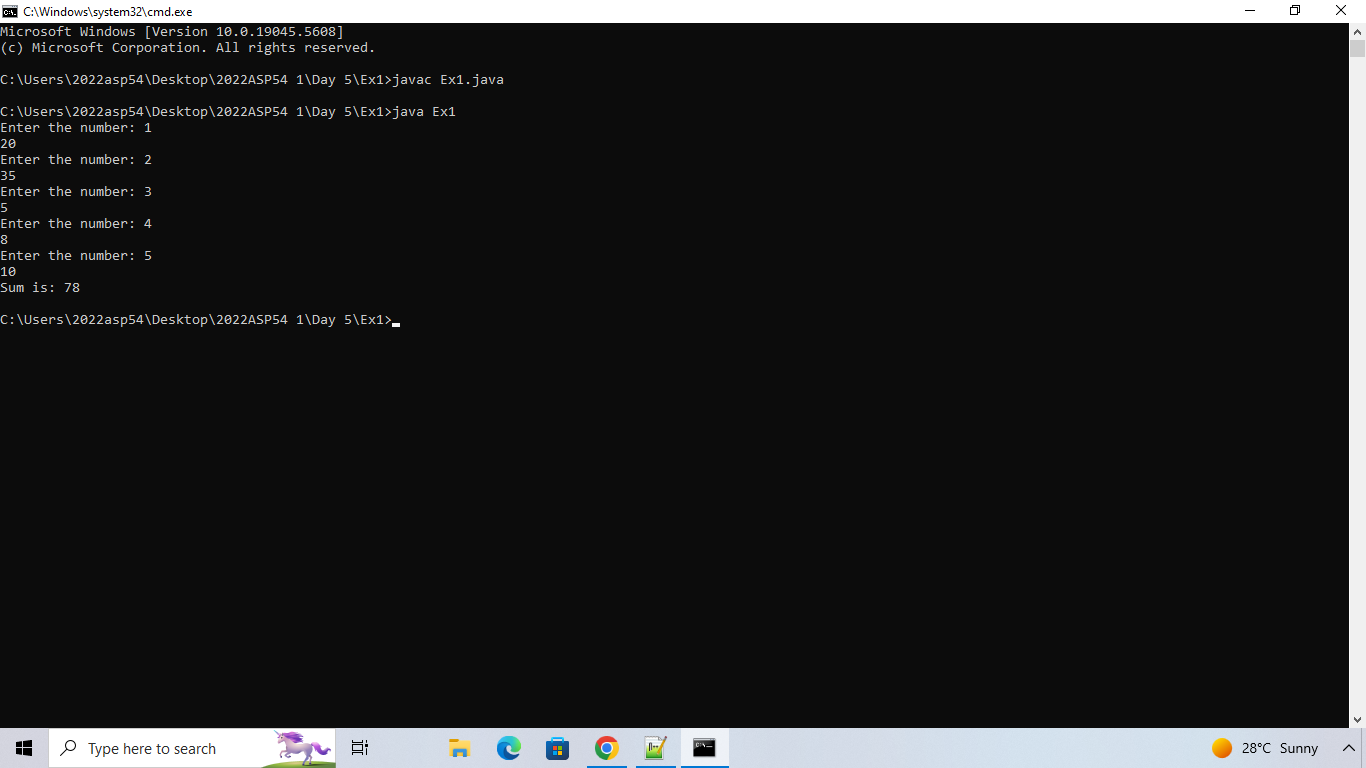 C:\Windows\system32\cmd.exe
Microsoft Windows [Version 10.0.19045.5608]
(c) Microsoft Corporation. All rights reserved.
C:\Users\2022asp54\Desktop\2022ASP54 1\Day 5\Ex1>javac Ex1.java
C:\Users\2022asp54\Desktop\2022ASP54 1\Day 5\Ex1>java Ex1
Enter the number: 1
20
Enter the number: 2
35
Enter the number: 3
5
Enter the number: 4
8
Enter the number: 5
10
Sum is: 78
C:\Users\2022asp54\Desktop\2022ASP54 1\Day 5\Ex1>
Type here to search
28°C Sunny